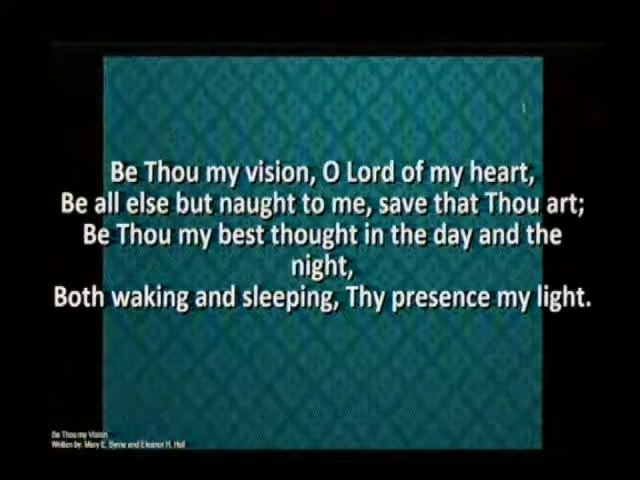 Be Thou my vision, O Lord of my heart,
Be all else but naught to me, save that Thou art;
Be Thou my best thought in the day and the
night,
Both waking and sleeping, Thy presence my light.
Be Thou my Vision
Written by: Mary E. Byrne and Eleanor H. Hull